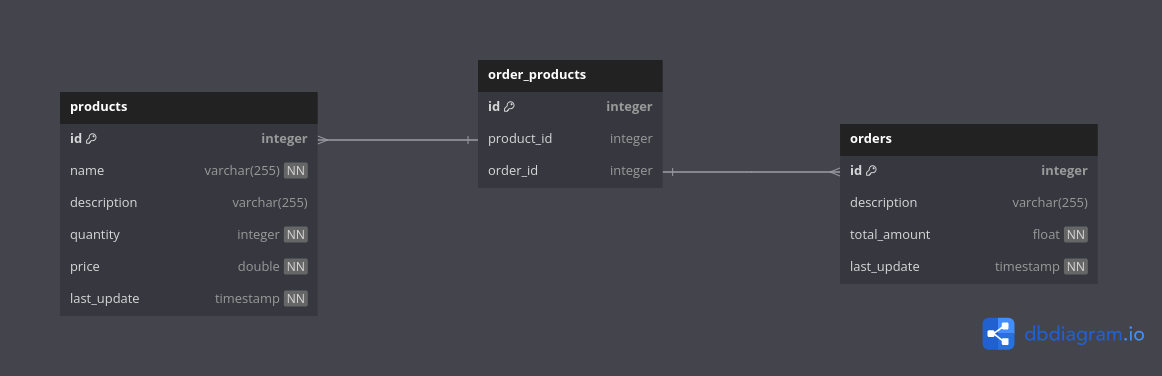 products
id integer
name varchar(255) NN
description varchar(255)
quantity integer NN
price double NN
last_update timestamp NN
order_products
id integer
product_id integer
order_id integer
orders
id integer
description varchar(255)
total_amount float NN
last_update timestamp NN
dbdiagram.io